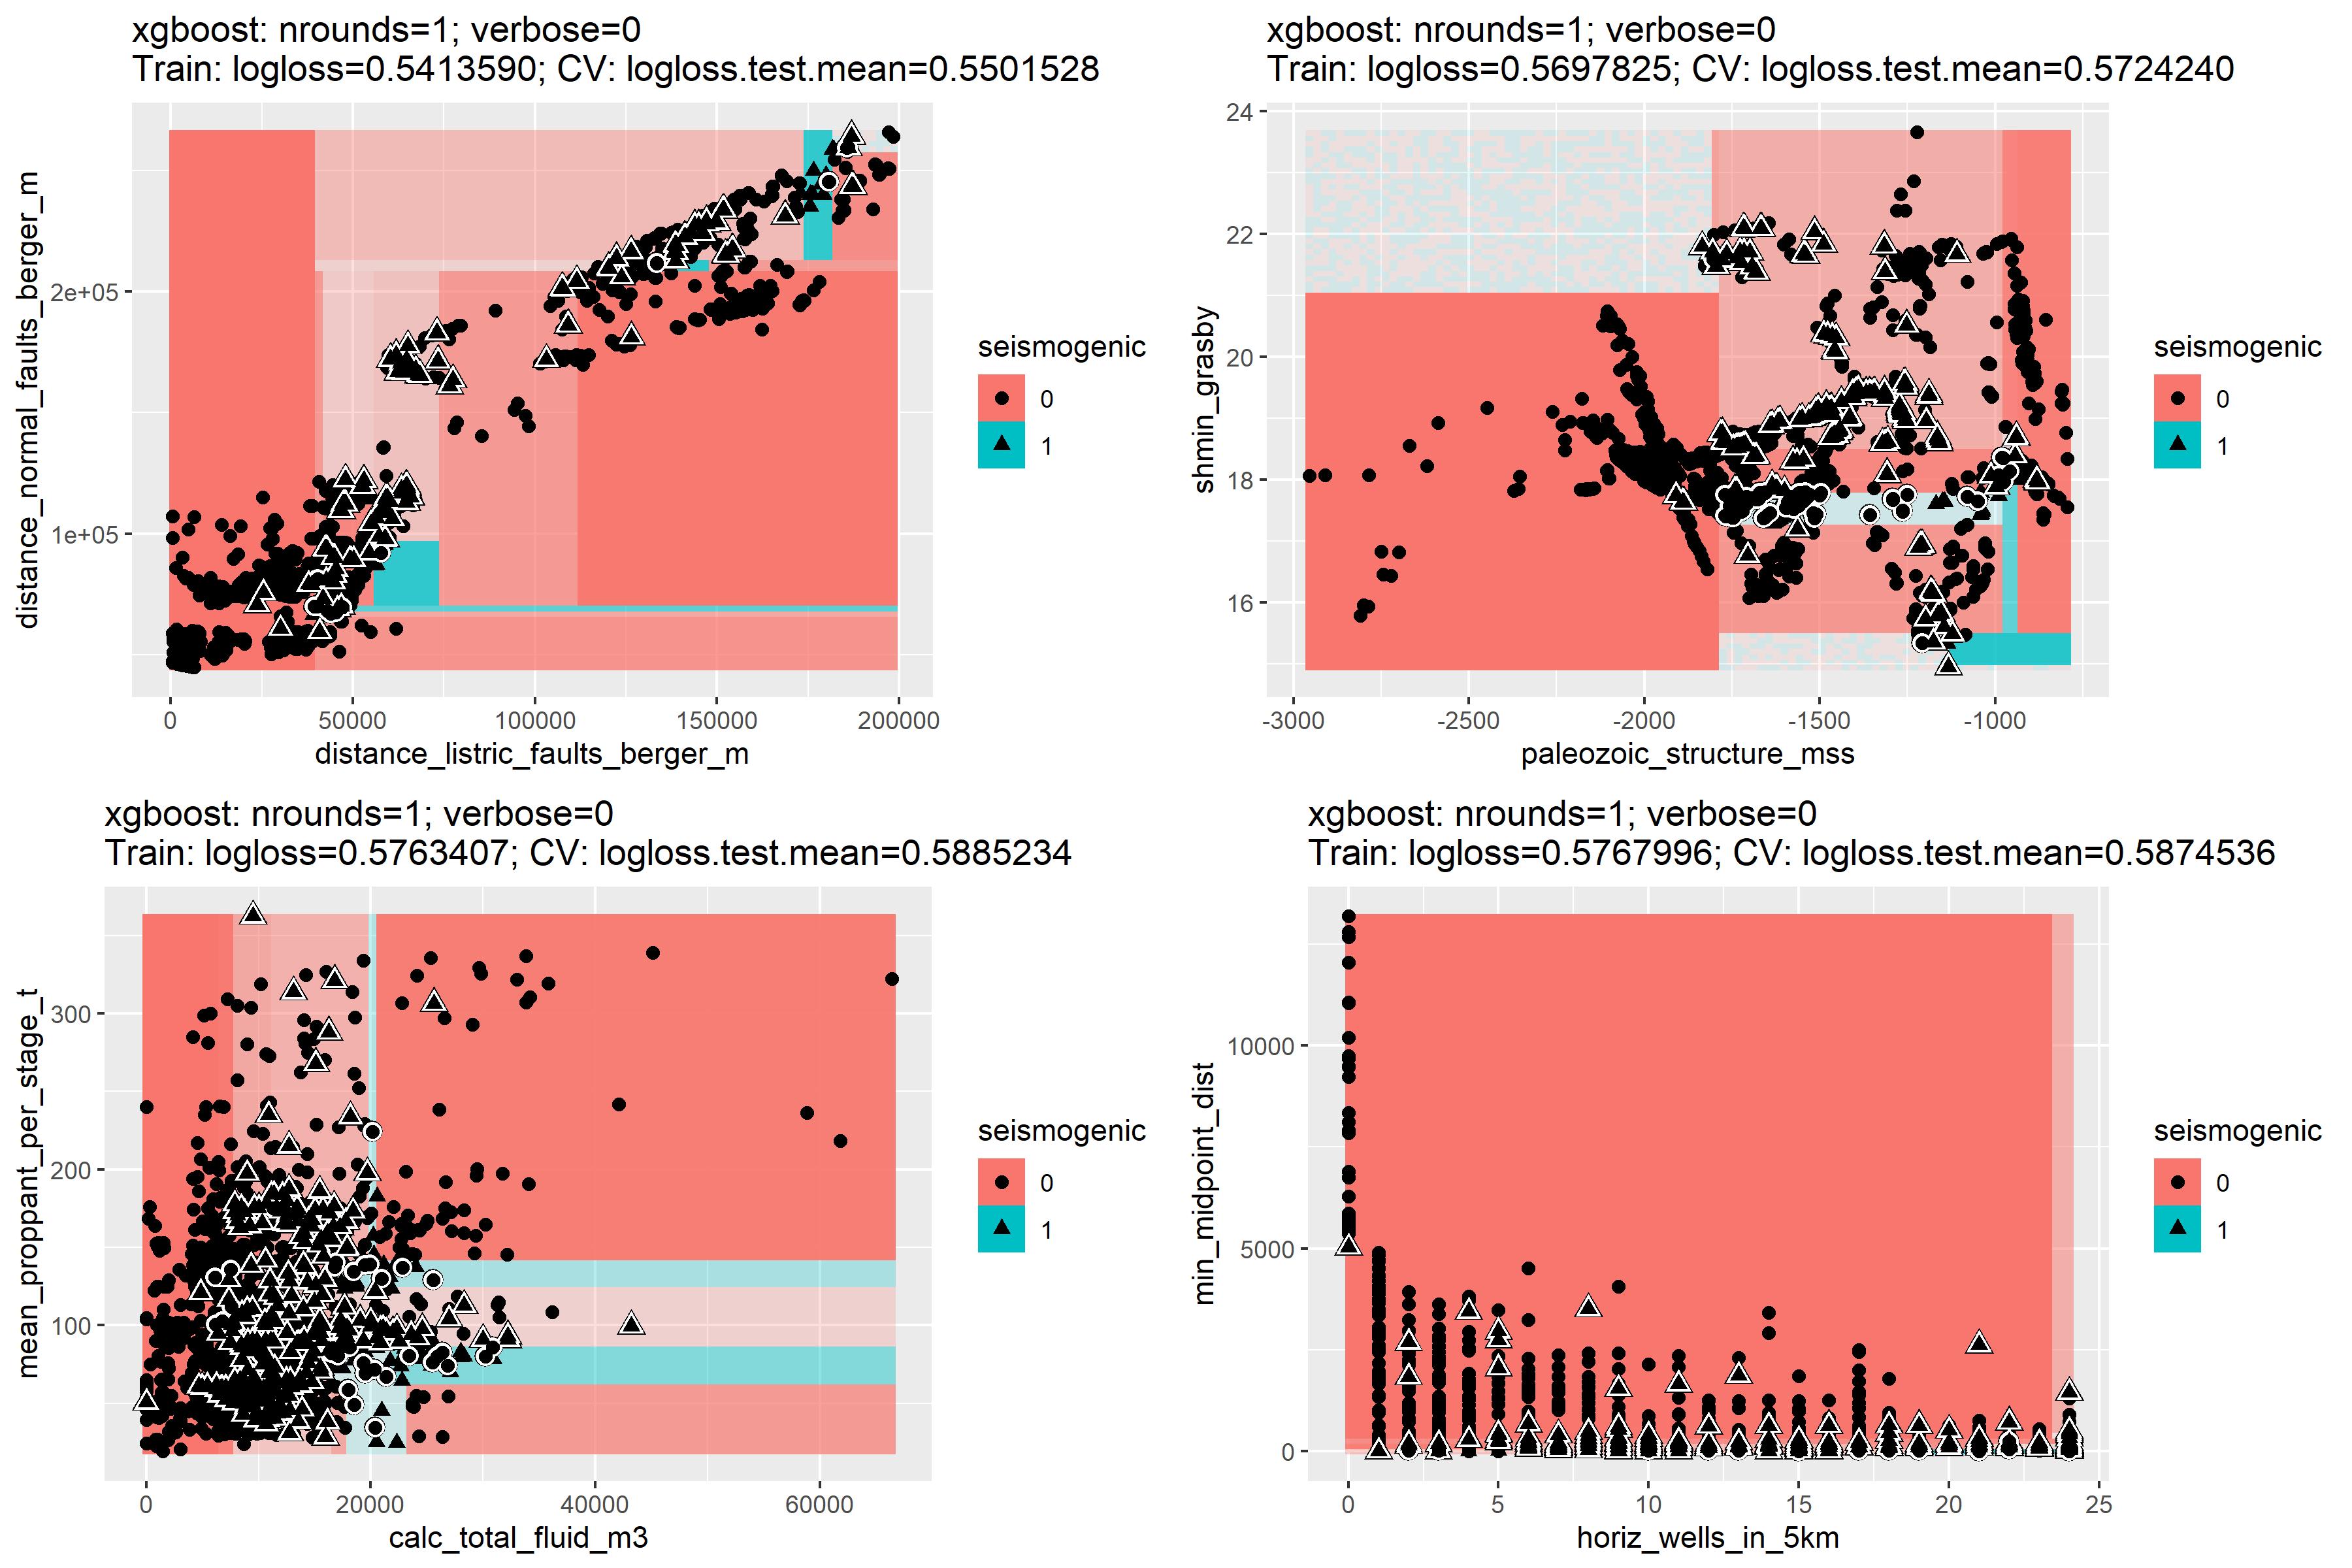 xgboost: nrounds=1; verbose=0
Train: logloss=0.5413590; CV: logloss.test.mean=0.5501528
distance_normal_faults_berger_m
2e+05
1e+05
0 50000 100000 150000 200000
distance_listric_faults_berger_m
seismogenic
0
1
xgboost: nrounds=1; verbose=0
Train: logloss=0.5697825; CV: logloss.test.mean=0.5724240
shmin_grasby
24
22
20
18
16
-3000 -2500 -2000 -1500 -1000
paleozoic_structure_mss
seismogenic
0
1
xgboost: nrounds=1; verbose=0
Train: logloss=0.5763407; CV: logloss.test.mean=0.5885234
mean_proppant_per_stage_t
300
200
100
0 20000 40000 60000
calc_total_fluid_m3
seismogenic
0
1
xgboost: nrounds=1; verbose=0
Train: logloss=0.5767996; CV: logloss.test.mean=0.5874536
min_midpoint_dist
10000
5000
0
0 5 10 15 20 25
horiz_wells_in_5km
seismogenic
0
1